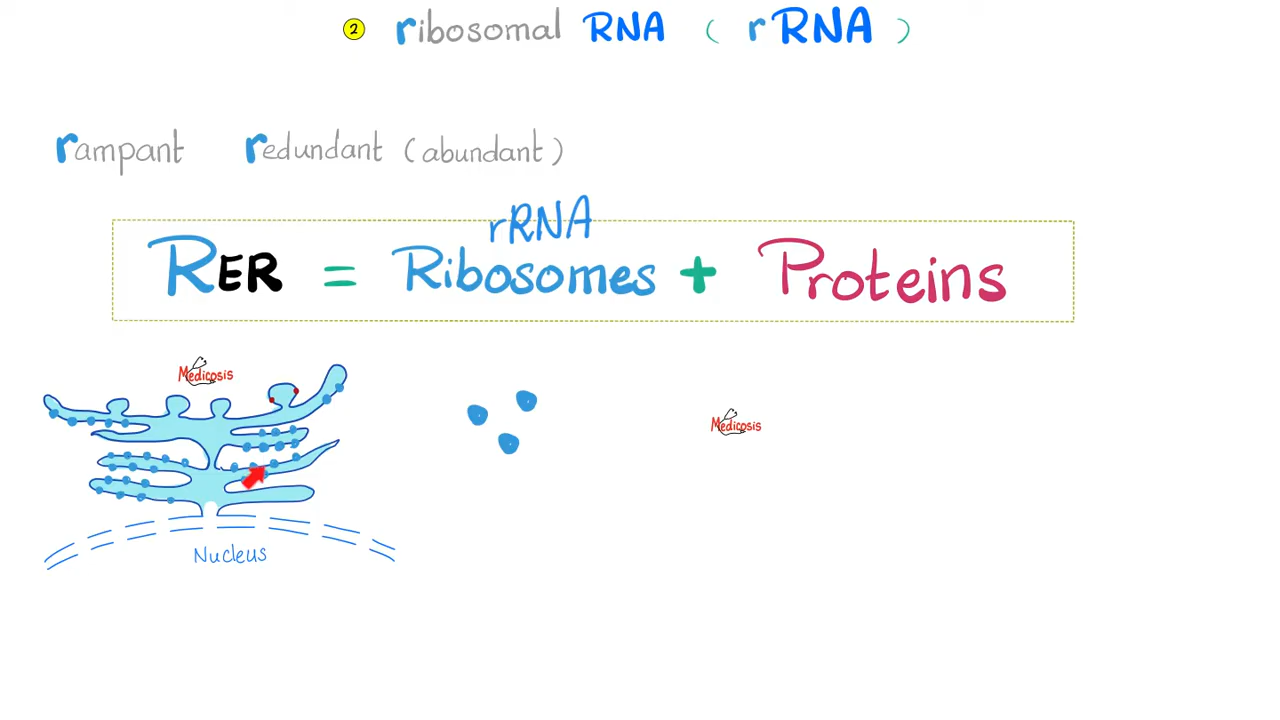 2 ribosomal RNA ( rRNA )
rampant redundant (abundant)
rRNA
RER = Ribosomes + Proteins
Medicosis
Medicosis
Nucleus